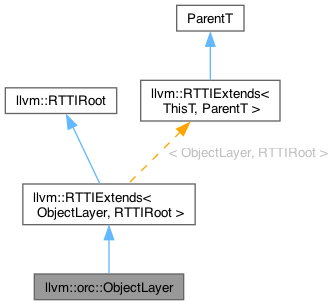 ParentT
llvm::RTTIRoot
llvm::RTTIExtends<
ThisT, ParentT >
< ObjectLayer, RTTIRoot >
llvm::RTTIExtends<
ObjectLayer, RTTIRoot >
llvm::orc::ObjectLayer